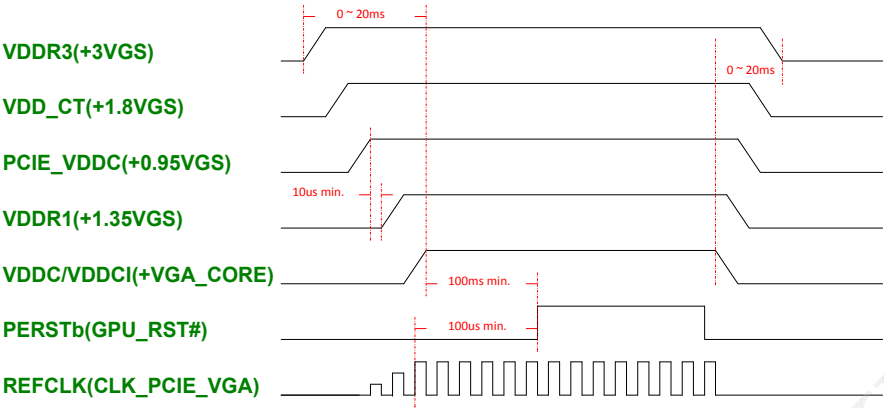 0 ~ 20ms
VDDR3(+3VGS)
0 ~ 20ms
VDD_CT(+1.8VGS)
PCIE_VDDC(+0.95VGS)
10us min.
VDDR1(+1.35VGS)
VDDC/VDDCI(+VGA_CORE)
100ms min.
PERSTb(GPU_RST#)
100us min.
REFCLK(CLK_PCIE_VGA)